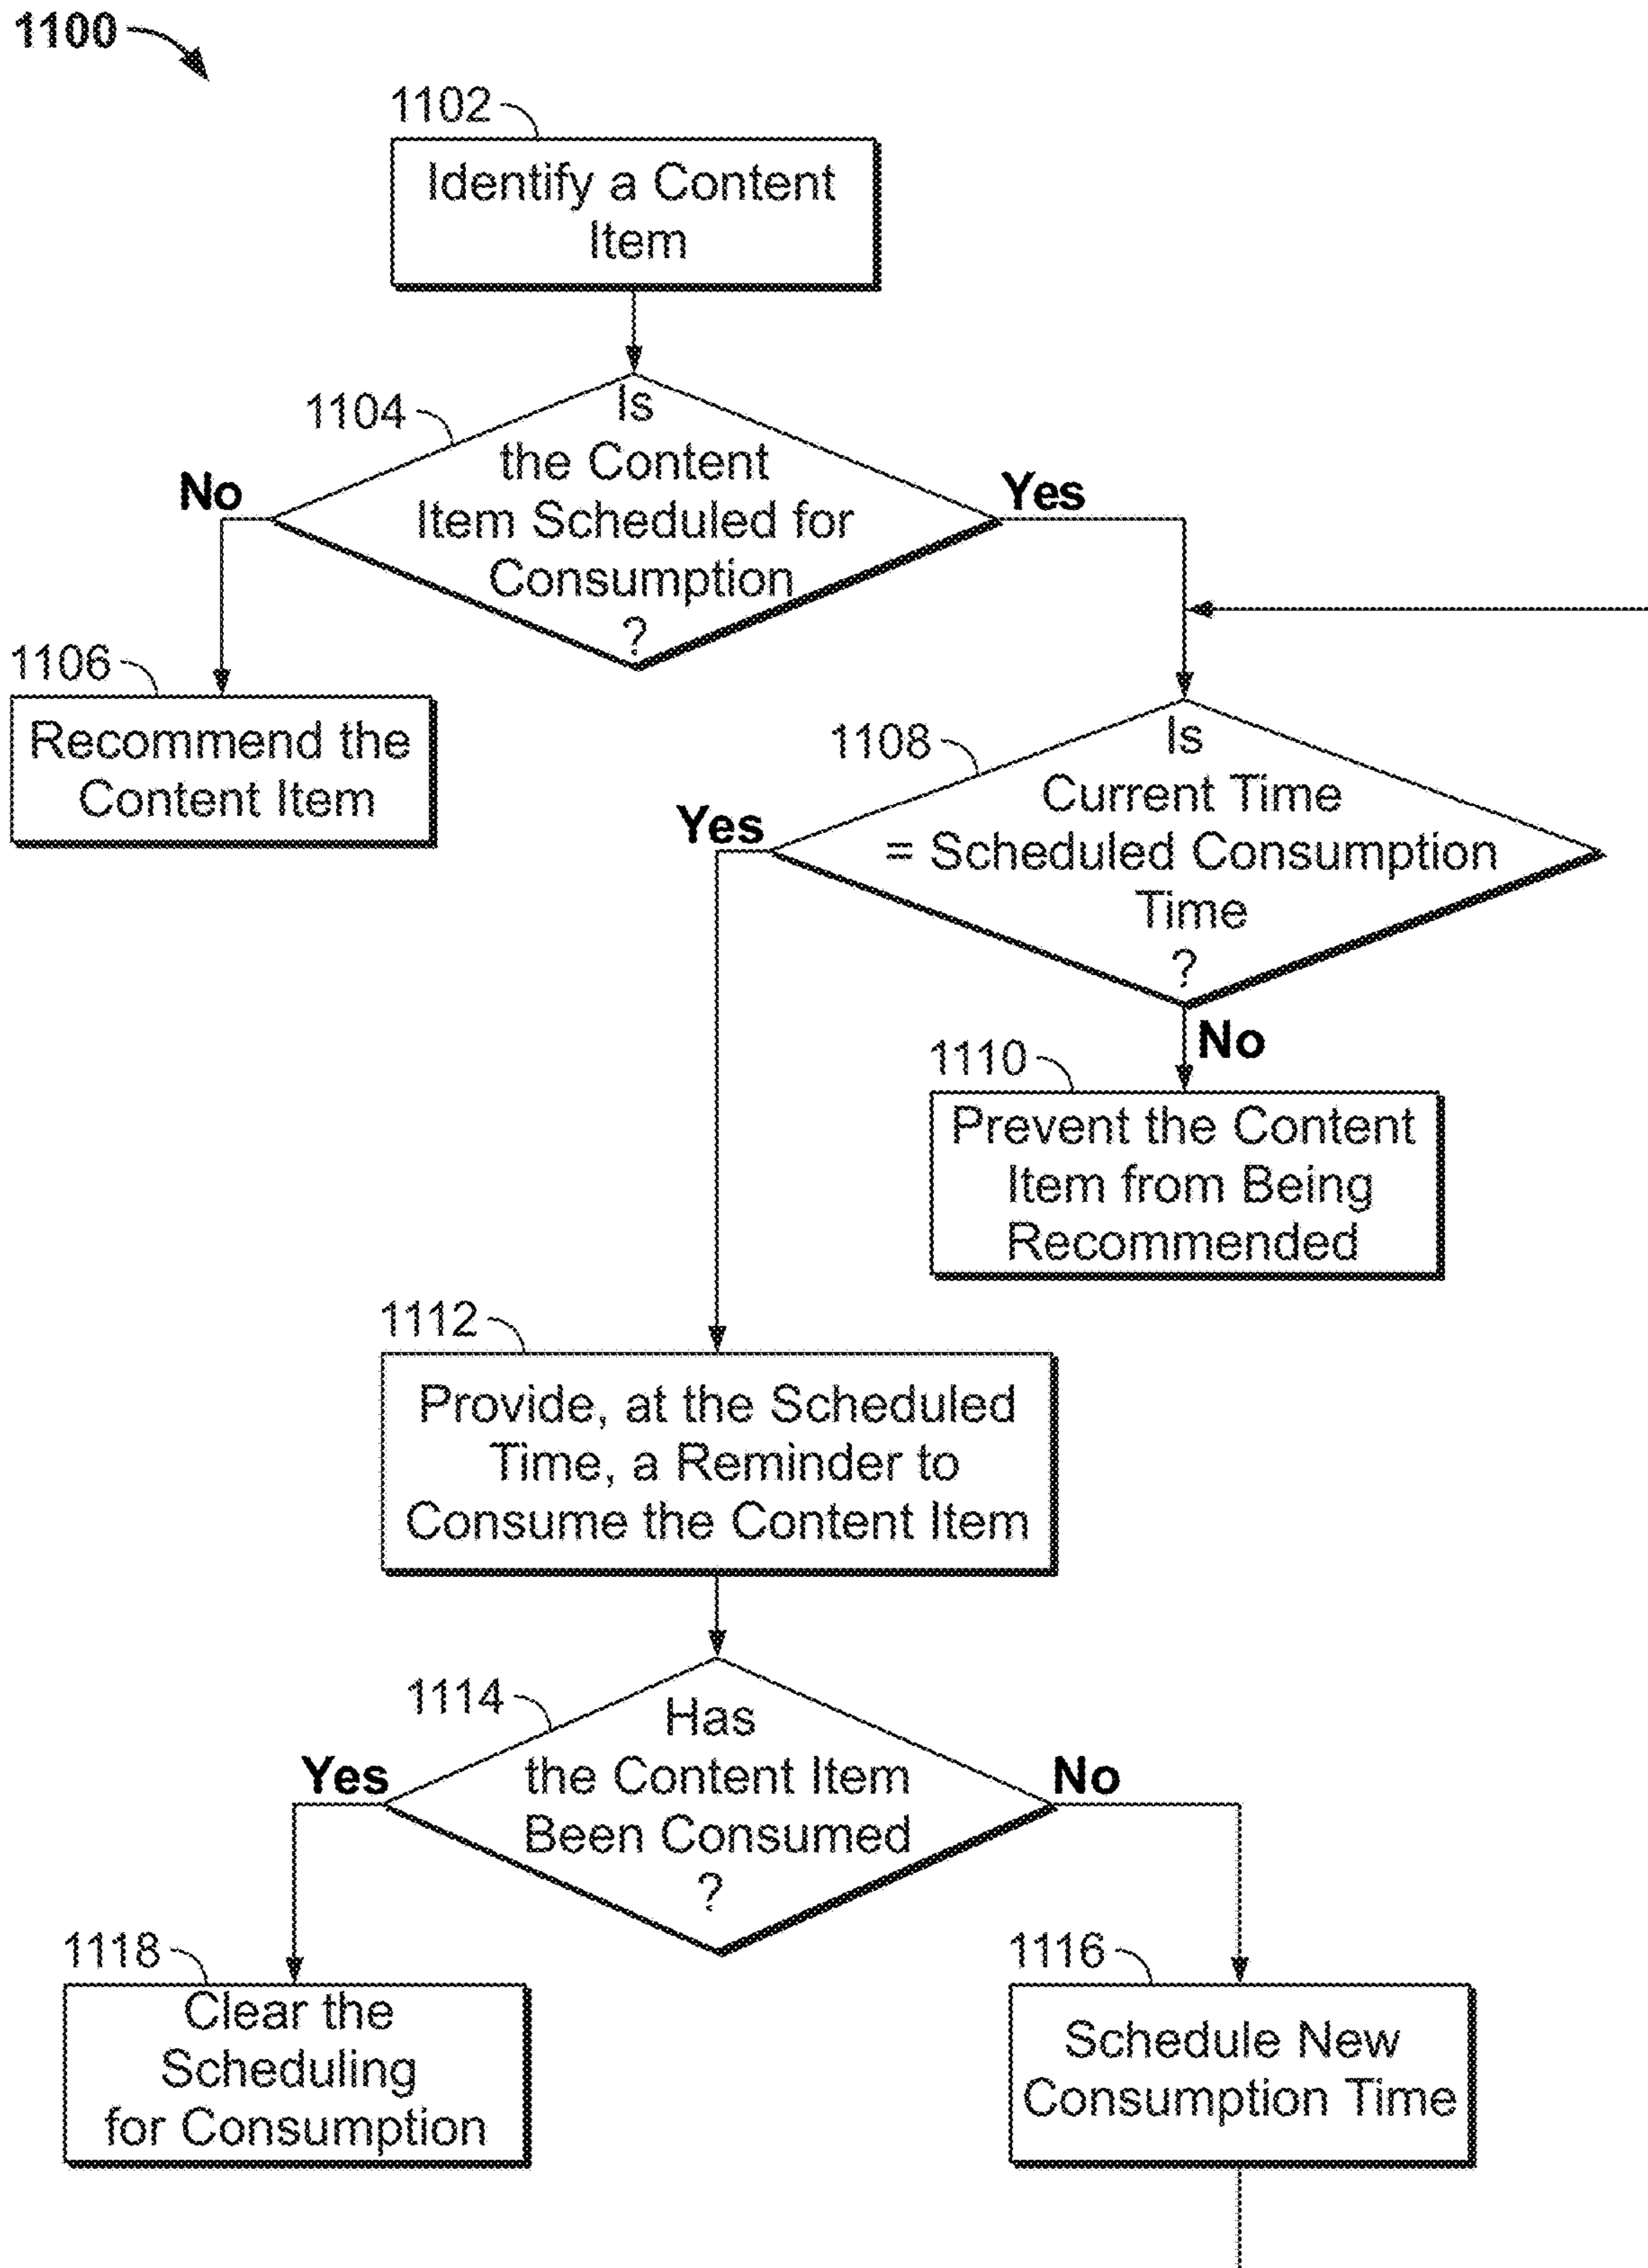 1100
1102
Identify a Content
Item
1104
Is
the Content
Item Scheduled for
Consumption
?
No
Yes
1106
Recommend the
Content Item
1108
Is
Current Time
= Scheduled Consumption
Time
?
Yes
No
1110
Prevent the Content
Item from Being
Recommended
1112
Provide, at the Scheduled
Time, a Reminder to
Consume the Content Item
1114
Has
the Content Item
Been Consumed
?
Yes
No
1118
Clear the
Scheduling
for Consumption
1116
Schedule New
Consumption Time